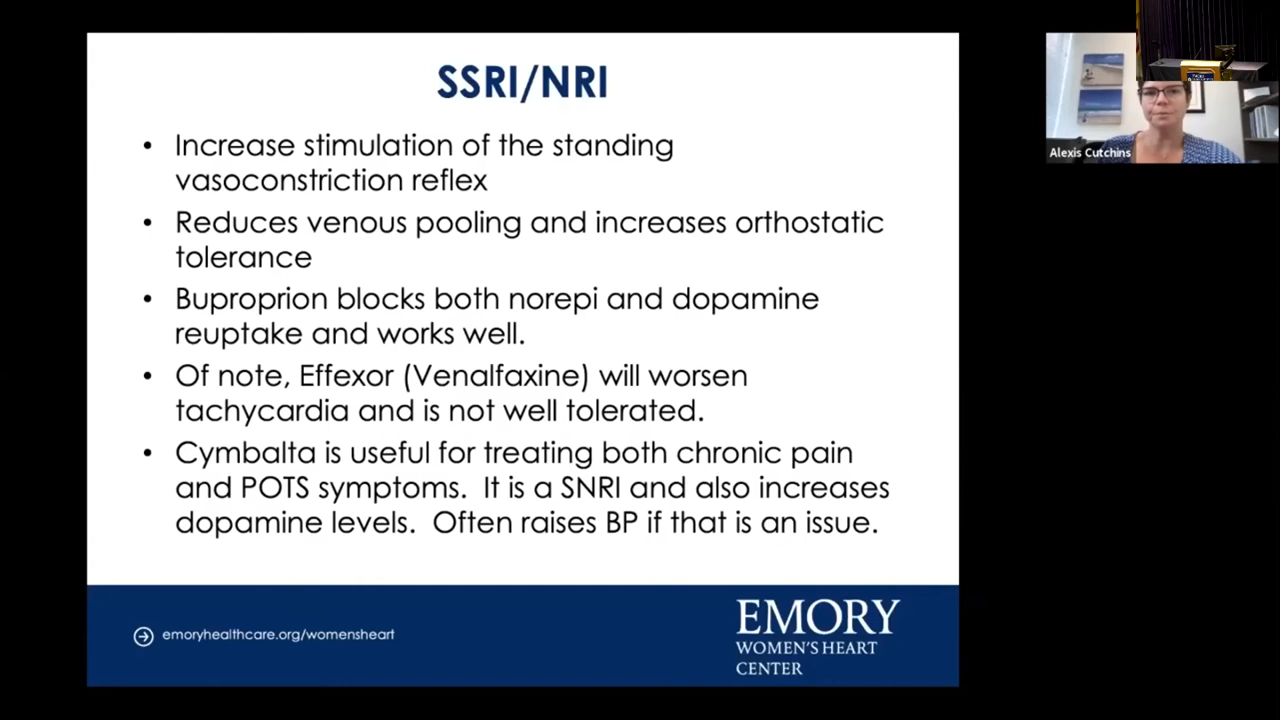 SSRI/NRI
• Increase stimulation of the standing
vasoconstriction reflex
• Reduces venous pooling and increases orthostatic
tolerance
• Buproprion blocks both norepi and dopamine
reuptake and works well.
• Of note, Effexor (Venalfaxine) will worsen
tachycardia and is not well tolerated.
• Cymbalta is useful for treating both chronic pain
and POTS symptoms.  It is a SNRI and also increases
dopamine levels.  Often raises BP if that is an issue.
emoryhealthcare.org/womensheart
EMORY
WOMEN'S HEART
CENTER
Alexis Cutchins